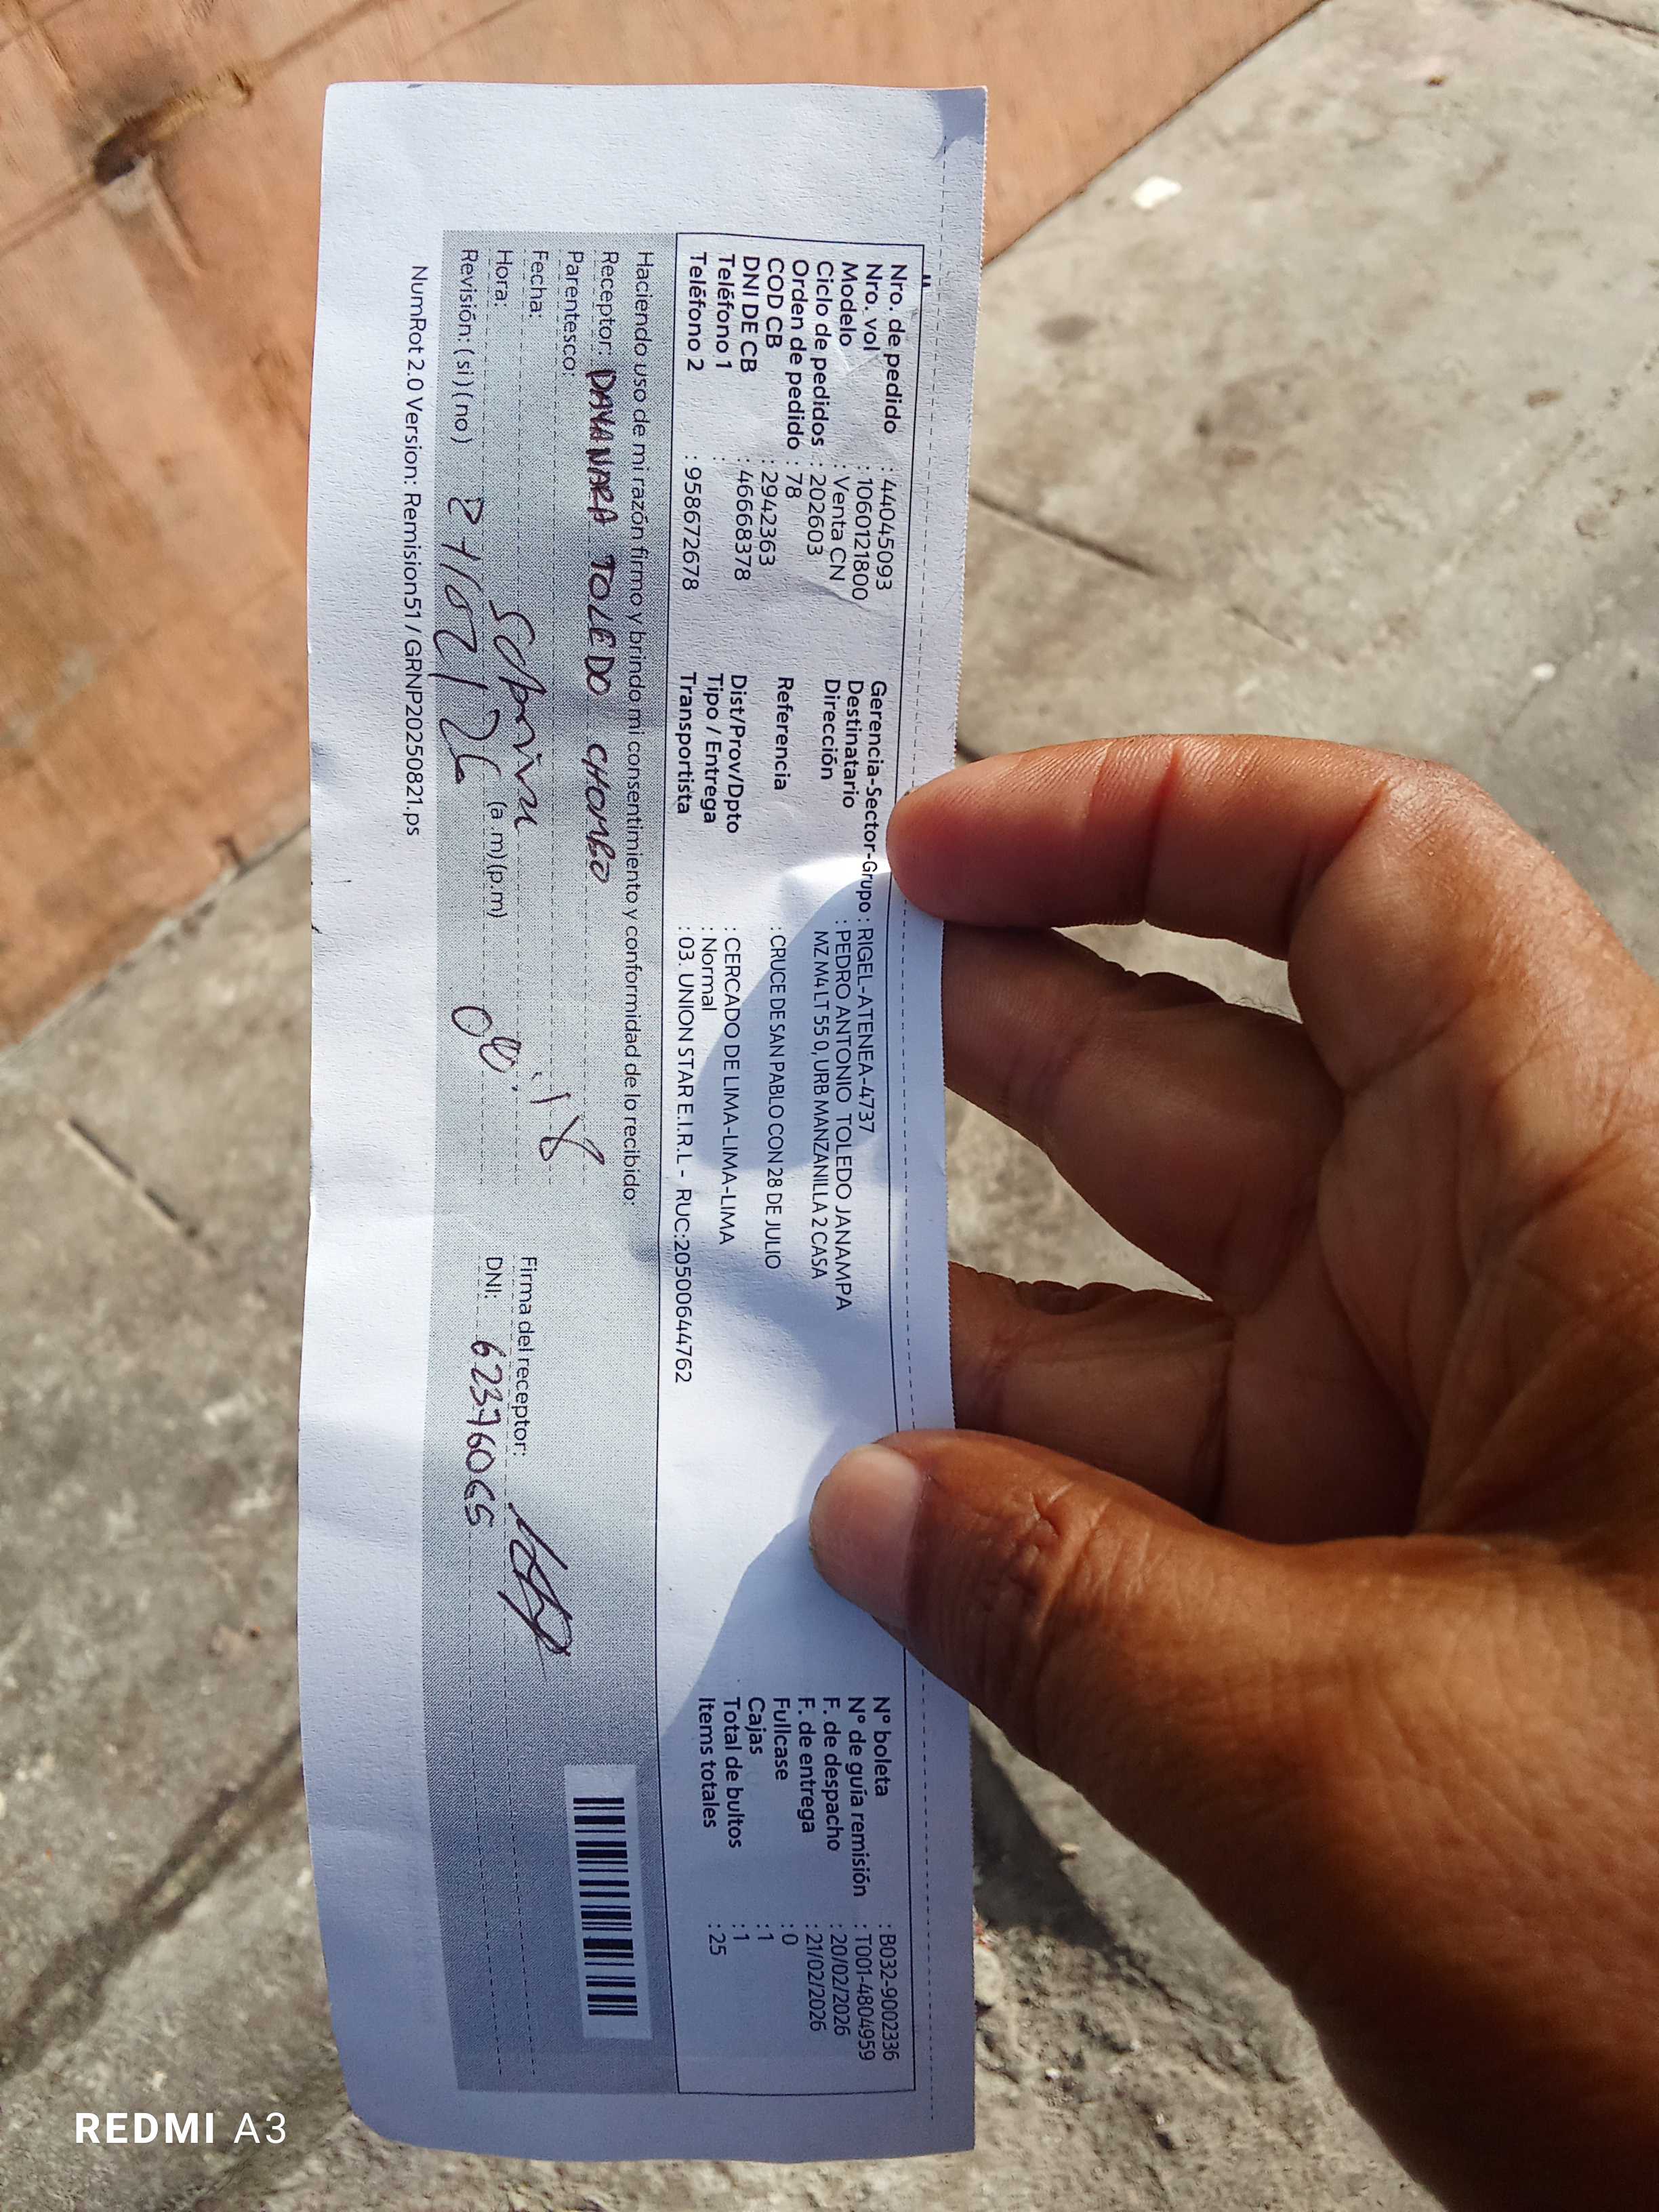 Nro. de pedido : 44045093
Nro. vol : 1060121800
Modelo : Venta CN
Ciclo de pedidos : 202603
Orden de pedido : 78
COD CB : 2942363
DNI DE CB : 46668378
Teléfono 1 :
Teléfono 2 : 958672678
Gerencia-Sector-Grupo : RIGEL-ATENEA-4737
Destinatario : PEDRO ANTONIO TOLEDO JANAMPA
Dirección MZ M4 LT 55 0, URB MANZANILLA 2 CASA
Referencia : CRUCE DE SAN PABLO CON 28 DE JULIO
Dist/Prov/Dpto : CERCADO DE LIMA-LIMA-LIMA
Tipo / Entrega : Normal
Transportista : 03. UNION STAR E.I.R.L - RUC:20500644762
Nº boleta : B032-9002336
Nº de guía remisión : T001-4804959
F. de despacho : 20/02/2026
F. de entrega : 21/02/2026
Fullcase : 0
Cajas : 1
Total de bultos : 1
Items totales : 25
Haciendo uso de mi razón firmo y brindo mi consentimiento y conformidad de lo recibido:
Receptor: DAYANARA TOLEDO CHOMBO
Parentesco:
Fecha:
Hora: (a .m) (p.m)
Revisión: (si) (no) 21/02/26
Firma del receptor:
DNI: 62376065
NumRot 2.0 Version: Remision51 / GRNP20250821.ps
REDMI A3